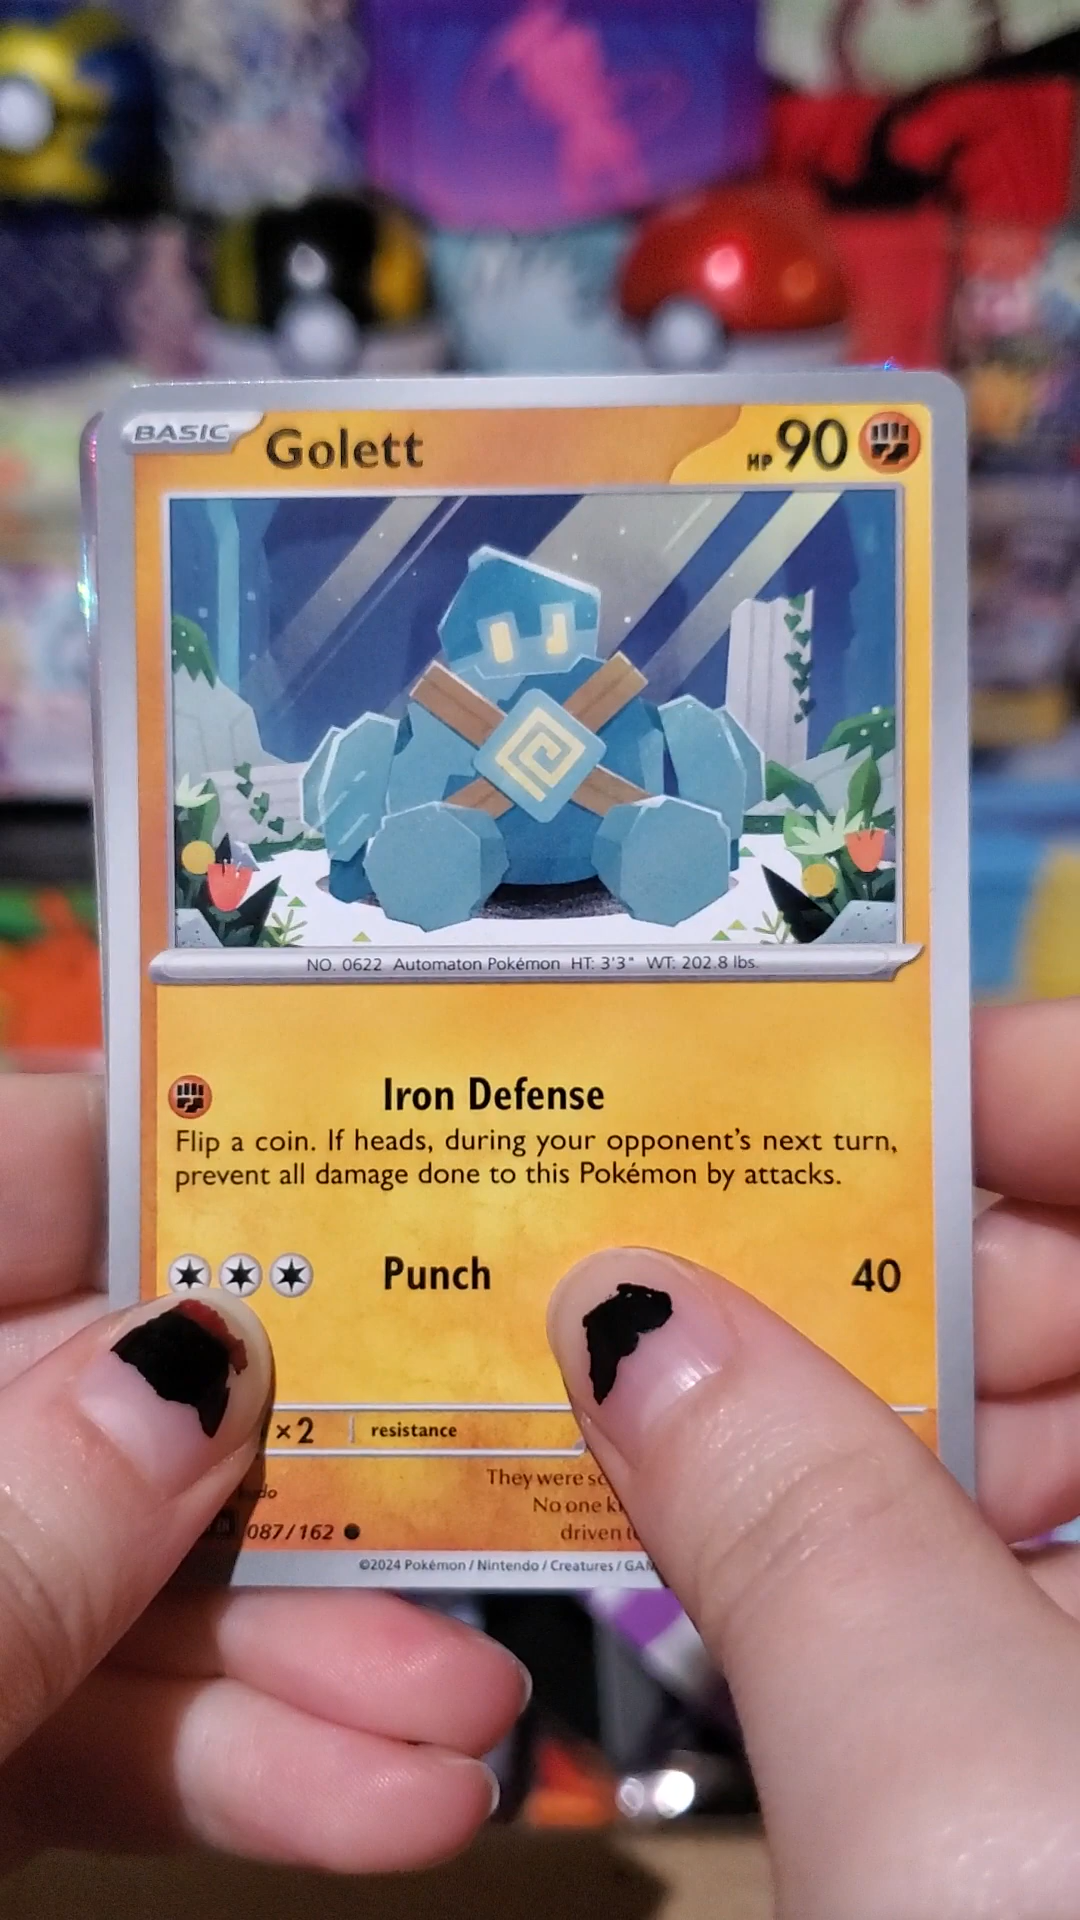 BASIC
Golett
HP 90
NO. 0622 Automaton Pokémon HT: 3'3" WT: 202.8 lbs.
Iron Defense
Flip a coin. If heads, during your opponent's next turn,
prevent all damage done to this Pokémon by attacks.
Punch 40
×2 resistance
They were
No one
087/162 driven
©2024 Pokémon / Nintendo / Creatures /